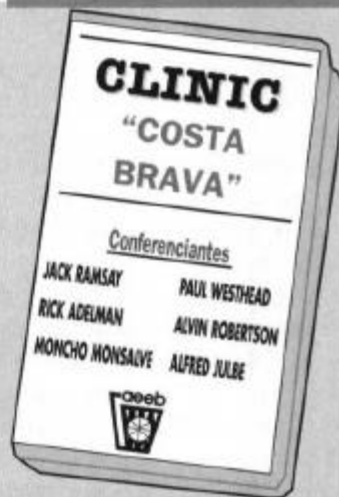 CLINIC
"COSTA
BRAVA"
Conferenciantes
JACK RAMSAY
PAUL WESTHEAD
RICK ADELMAN
ALVIN ROBERTSON
MONCHO MONSALVE
ALFRED JULBE
aeeb